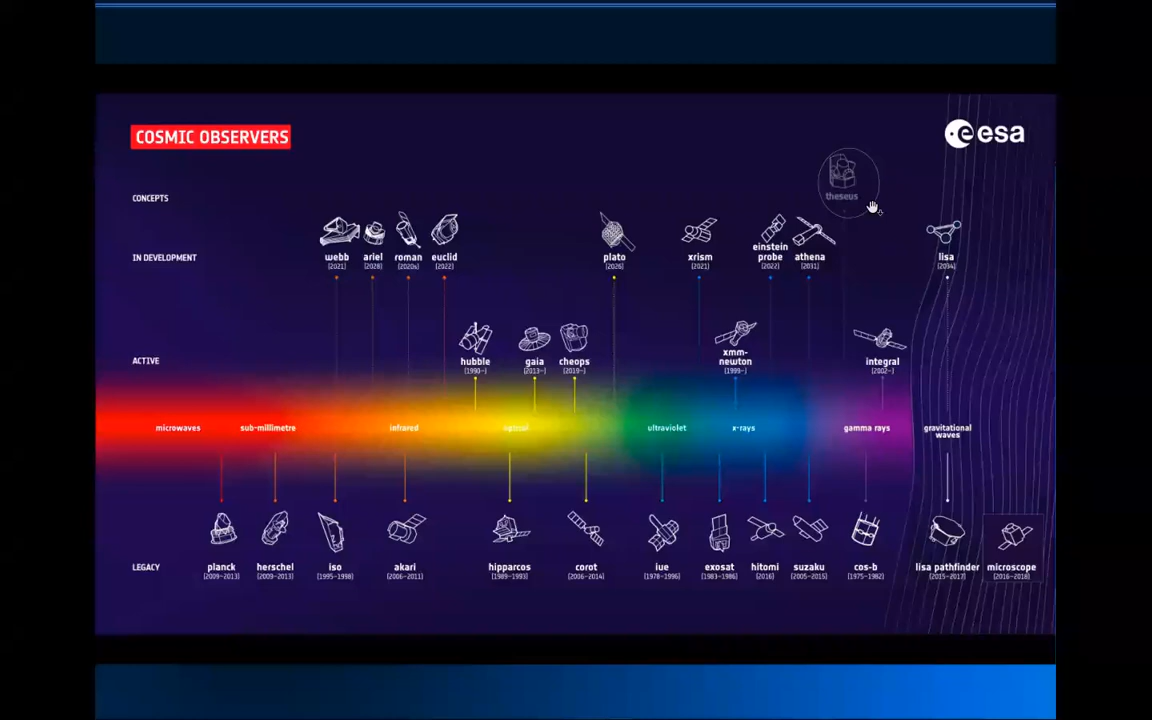 COSMIC OBSERVERS
esa
theseus
CONCEPTS
IN DEVELOPMENT
webb
(2021)
ariel
(2028)
roman
(2020s)
euclid
(2022)
plato
(2026)
xrism
(2021)
einstein
probe
(2022)
athena
(2031)
lisa
(2034)
ACTIVE
hubble
(1990-)
gaia
(2013-)
cheops
(2019-)
xmm-
newton
(1999-)
integral
(2002-)
microwaves
sub-millimetre
infrared
optical
ultraviolet
x-rays
gamma rays
gravitational
waves
LEGACY
planck
(2009-2013)
herschel
(2009-2013)
iso
(1995-1998)
akari
(2006-2011)
hipparcos
(1989-1993)
corot
(2006-2014)
iue
(1978-1996)
exosat
(1983-1986)
hitomi
(2016)
suzaku
(2005-2015)
cos-b
(1975-1982)
lisa pathfinder
(2015-2017)
microscope
(2016-2018)